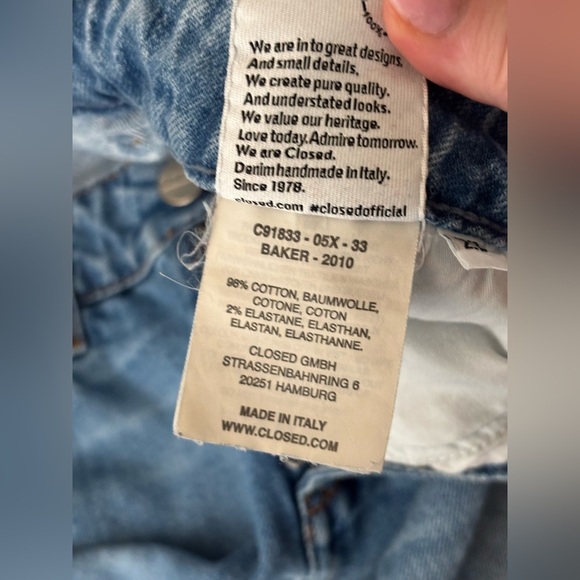 100%
We are in to great designs.
And small details.
We create pure quality.
And understated looks.
We value our heritage.
Love today. Admire tomorrow.
We are Closed.
Denim handmade in Italy.
Since 1978.
closed.com #closedofficial
C91833 - 05X - 33
BAKER - 2010
98% COTTON, BAUMWOLLE,
COTONE, COTON
2% ELASTANE, ELASTHAN,
ELASTAN, ELASTHANNE.
CLOSED GMBH
STRASSENBAHNRING 6
20251 HAMBURG
MADE IN ITALY
WWW.CLOSED.COM